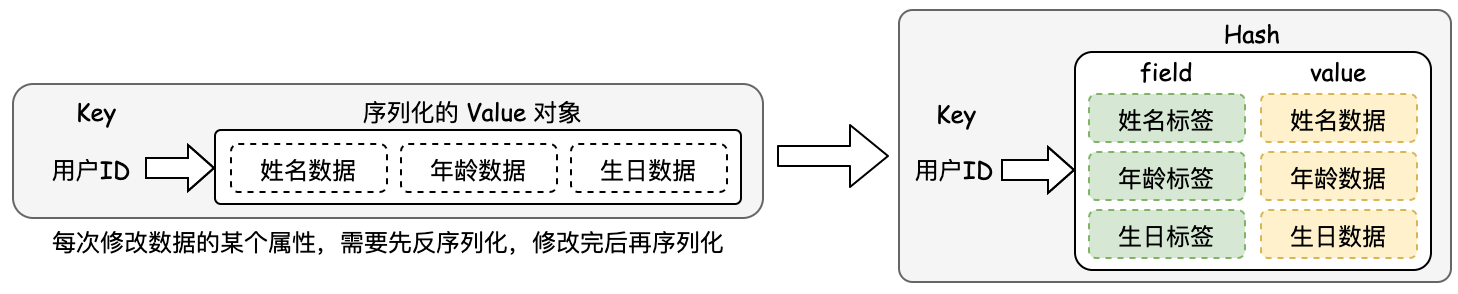 Key
序列化的 Value 对象
用户ID
姓名数据
年龄数据
生日数据
每次修改数据的某个属性，需要先反序列化，修改完后再序列化
Hash
field
value
Key
用户ID
姓名标签
姓名数据
年龄标签
年龄数据
生日标签
生日数据